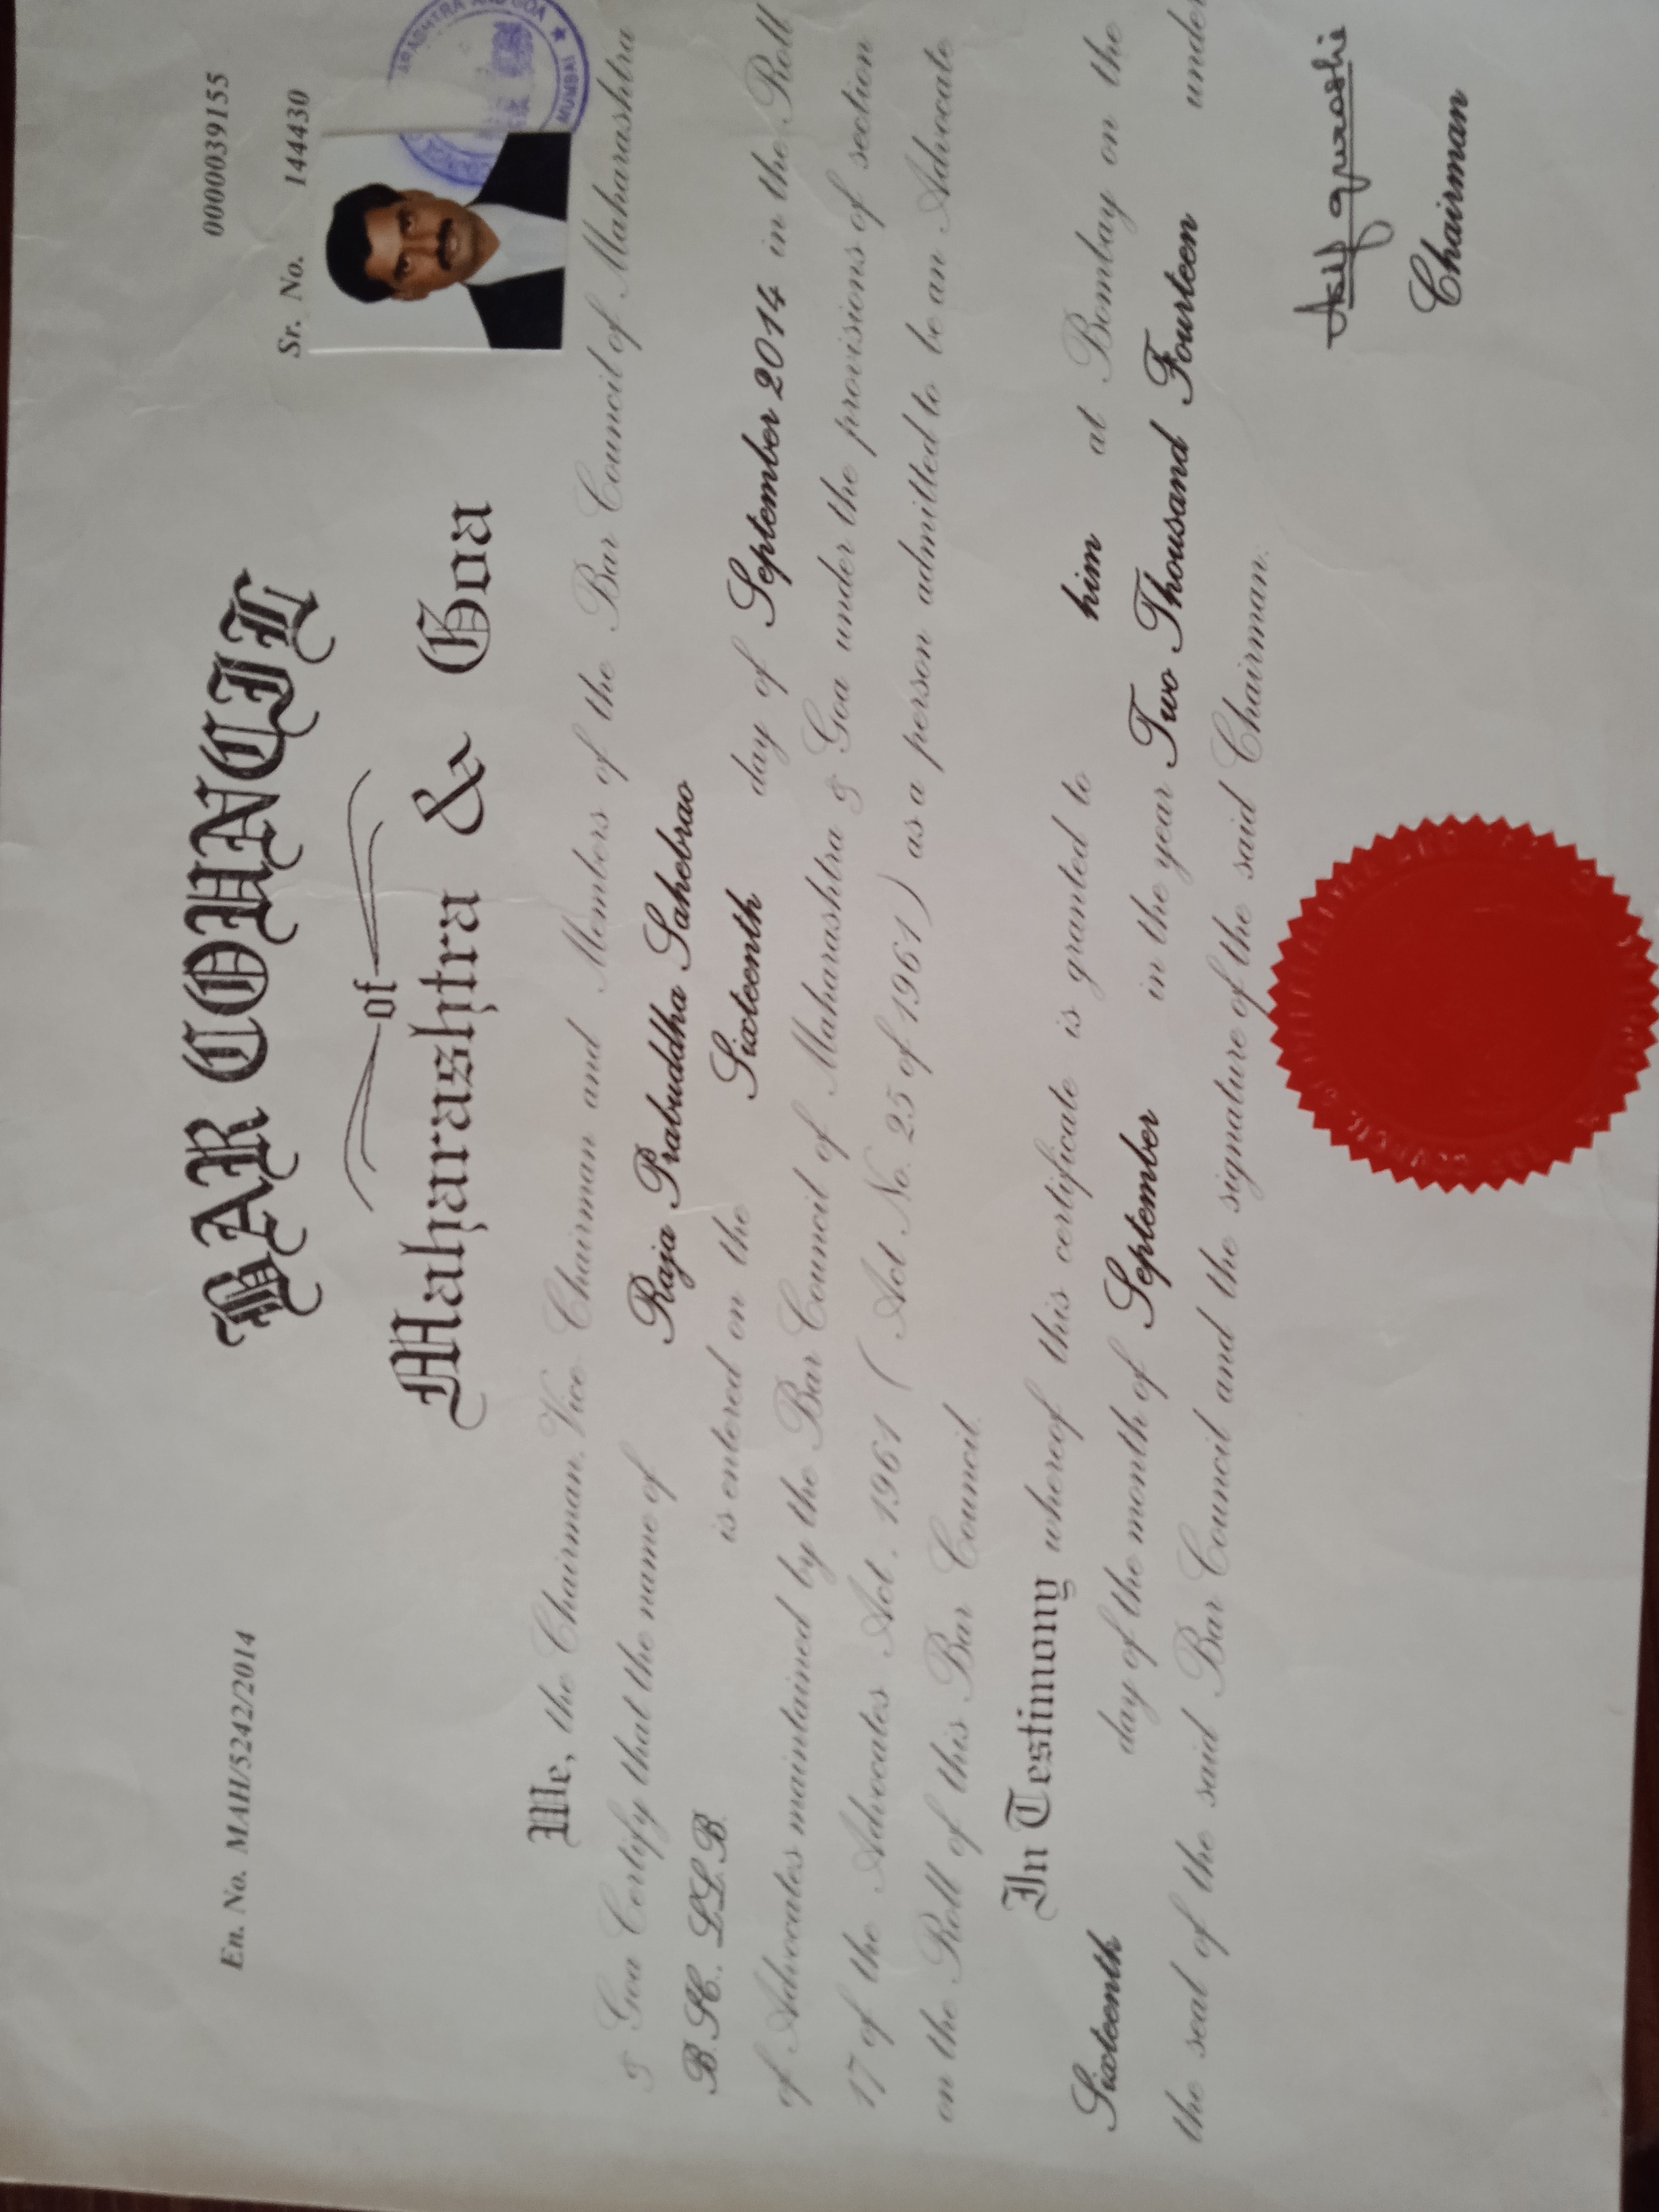 0000039155
En. No. MAH/5242/2014
Sr. No. 144430
BAR COUNCIL
of
Maharashtra & Goa
MUMBAI
We, the Chairman, Vice Chairman and Members of the Bar Council of Maharashtra
& Goa Certify that the name of Raja Prabuddha Sahebrao
B.Sc., LL.B. is entered on the Sixteenth day of September 2014 in the Roll
of Advocates maintained by the Bar Council of Maharashtra & Goa under the provisions of section
17 of the Advocates Act, 1961 (Act No. 25 of 1961) as a person admitted to be an Advocate
on the Roll of this Bar Council.
In Testimony whereof this certificate is granted to him at Bombay on the
Sixteenth day of the month of September in the year Two Thousand Fourteen under
the seal of the said Bar Council and the signature of the said Chairman.
Chairman